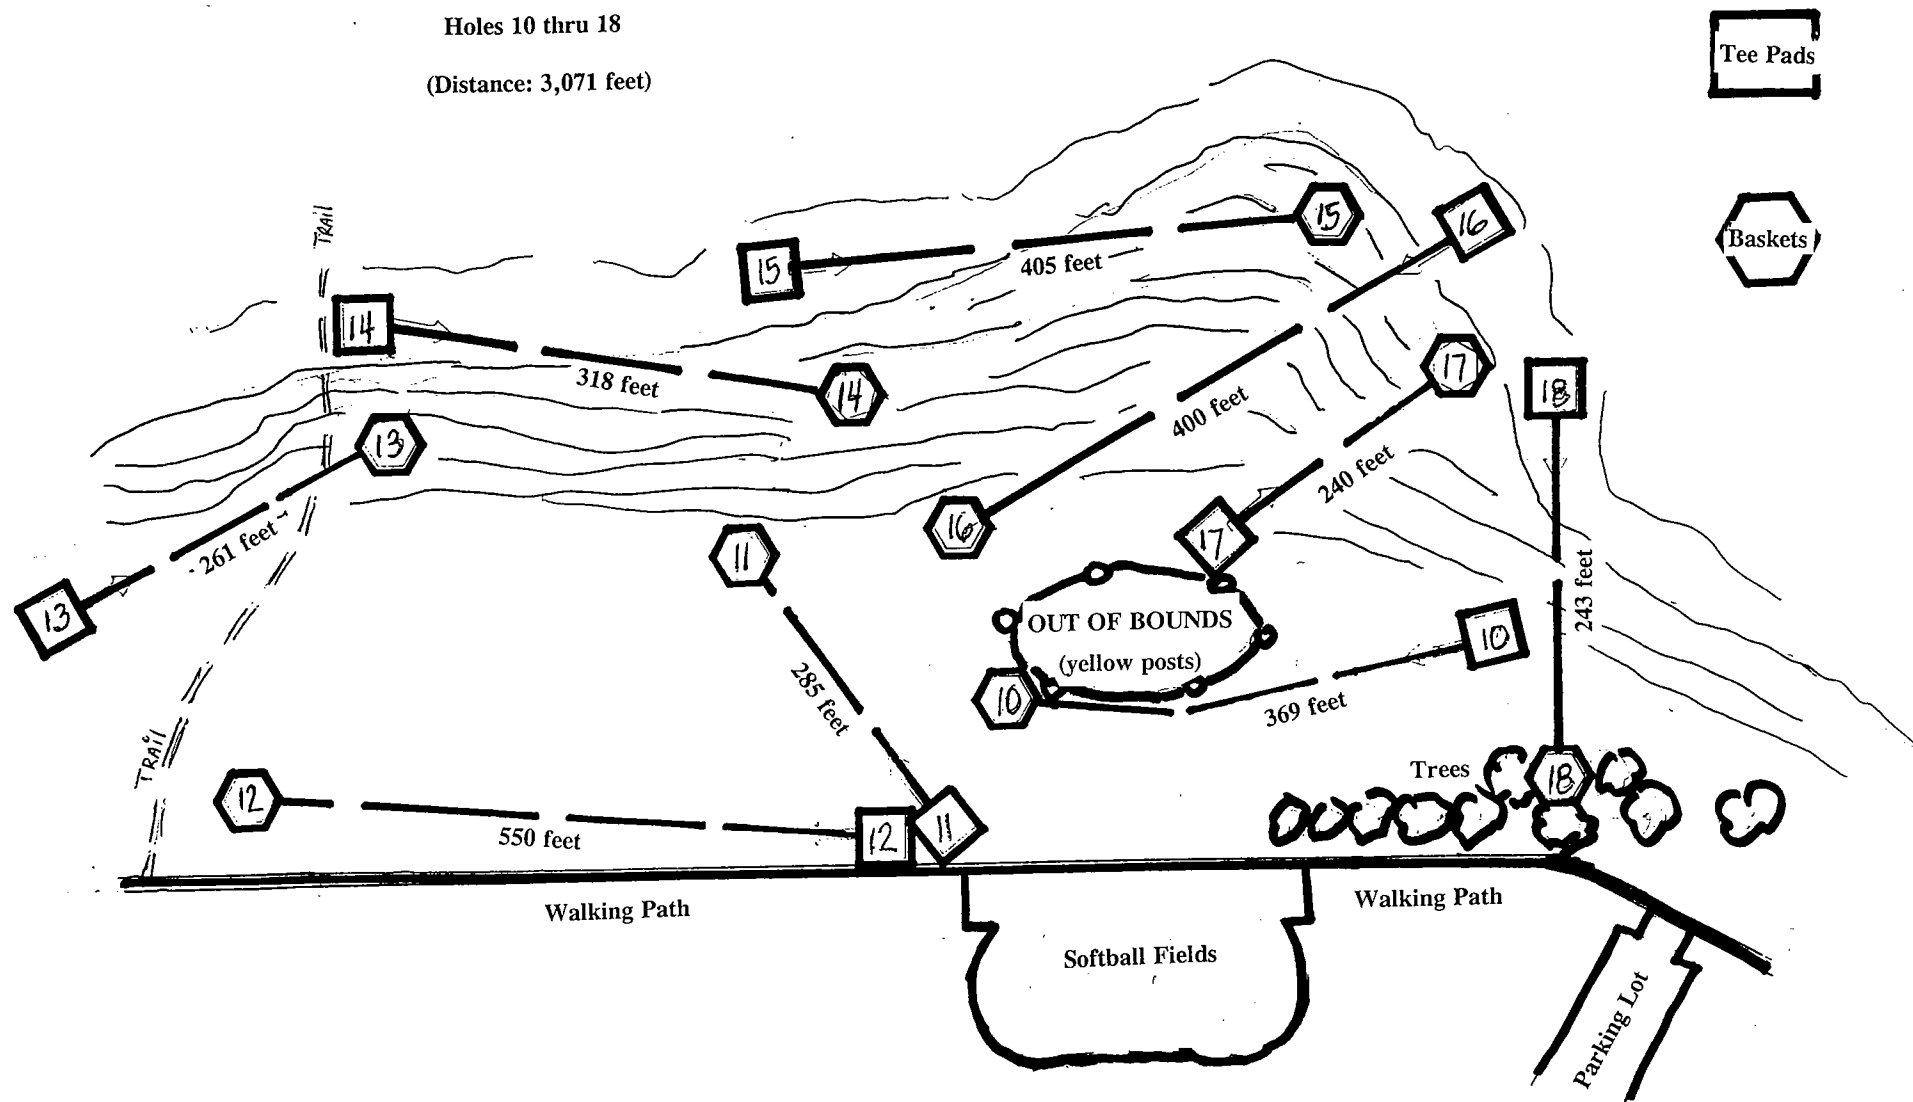 Holes 10 thru 18
(Distance: 3,071 feet)
Tee Pads
Baskets
TRAIL
15
405 feet
15
16
14
318 feet
14
400 feet
16
17
240 feet
17
18
243 feet
18
13
261 feet
13
11
285 feet
11
OUT OF BOUNDS
(yellow posts)
10
369 feet
10
TRAIL
12
550 feet
12
Trees
Walking Path
Walking Path
Softball Fields
Parking Lot